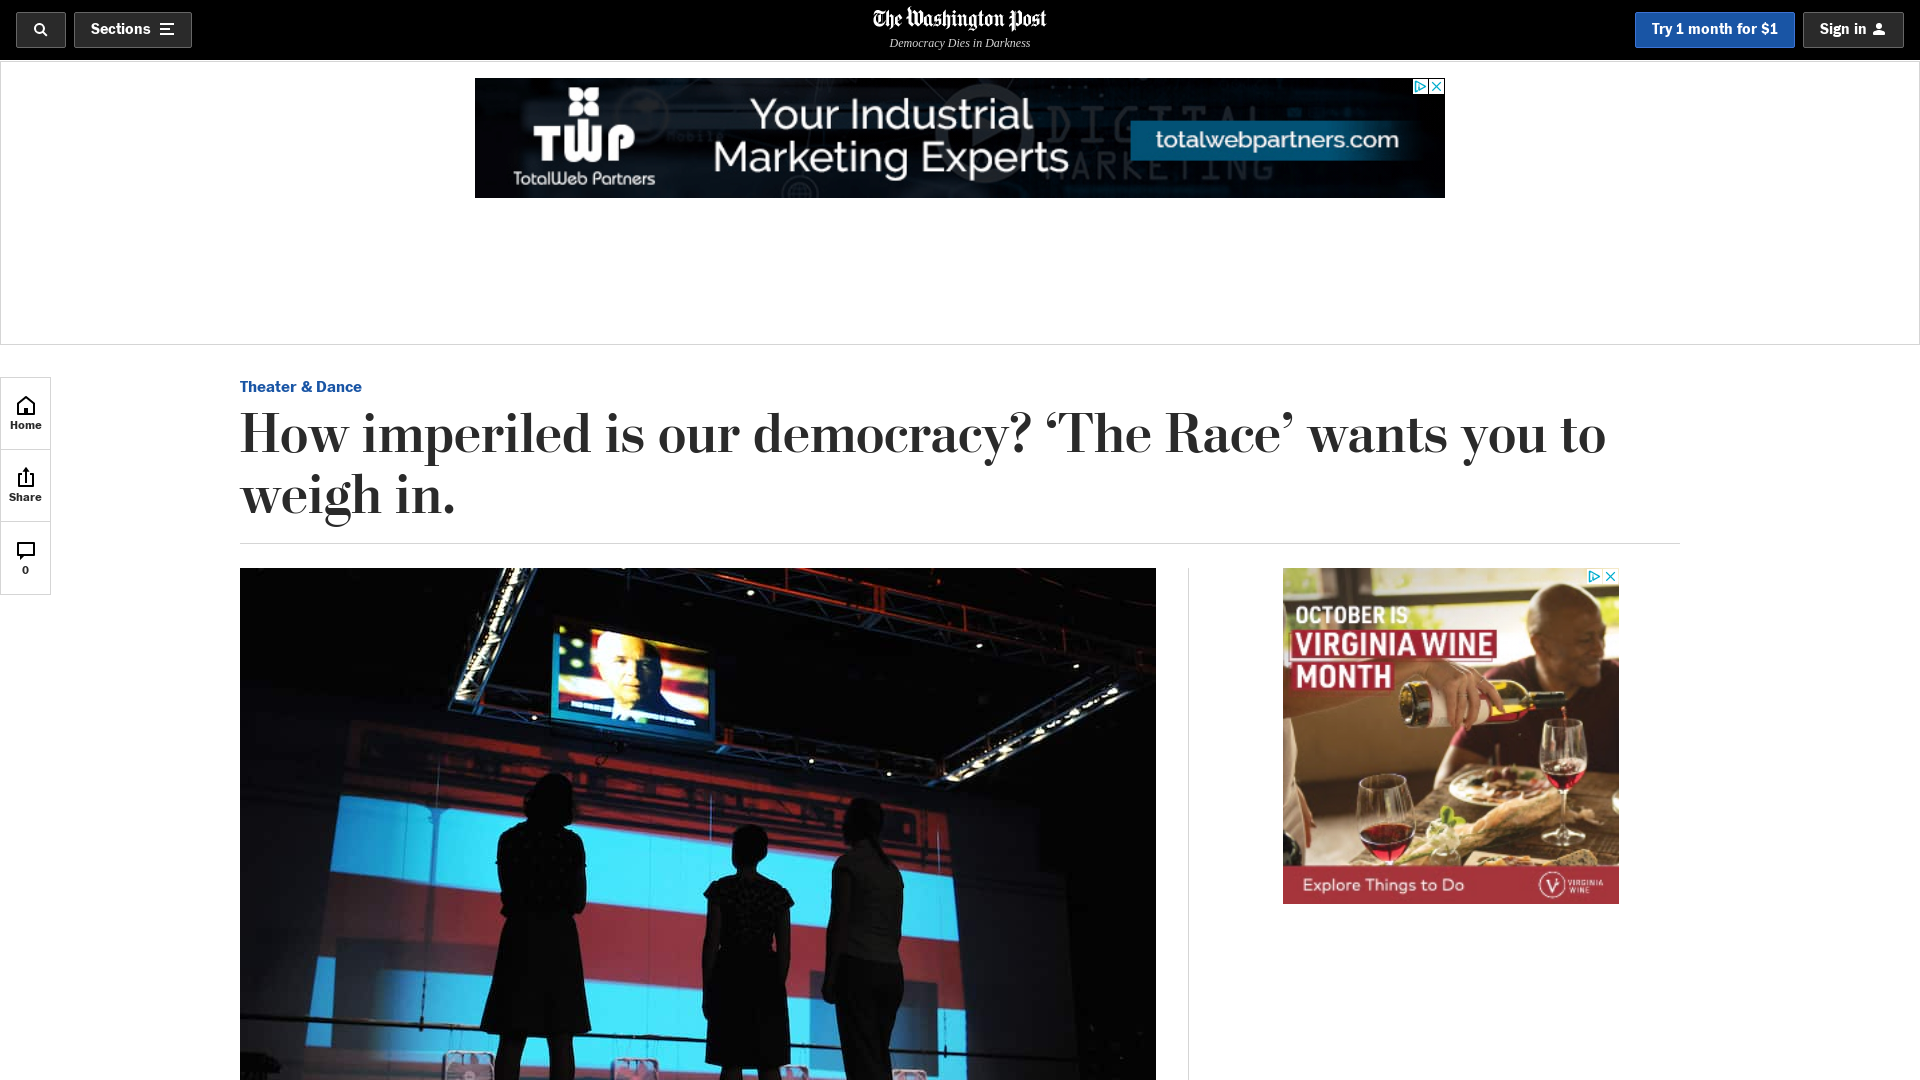 Sections
The Washington Post
Democracy Dies in Darkness
Try 1 month for $1
Sign in
TWP
TotalWeb Partners
Your Industrial
Marketing Experts
DIGITAL
MARKETING
totalwebpartners.com
Home
Share
0
Theater & Dance
How imperiled is our democracy? ‘The Race’ wants you to
weigh in.
OCTOBER IS
VIRGINIA WINE
MONTH
Explore Things to Do
VIRGINIA
WINE